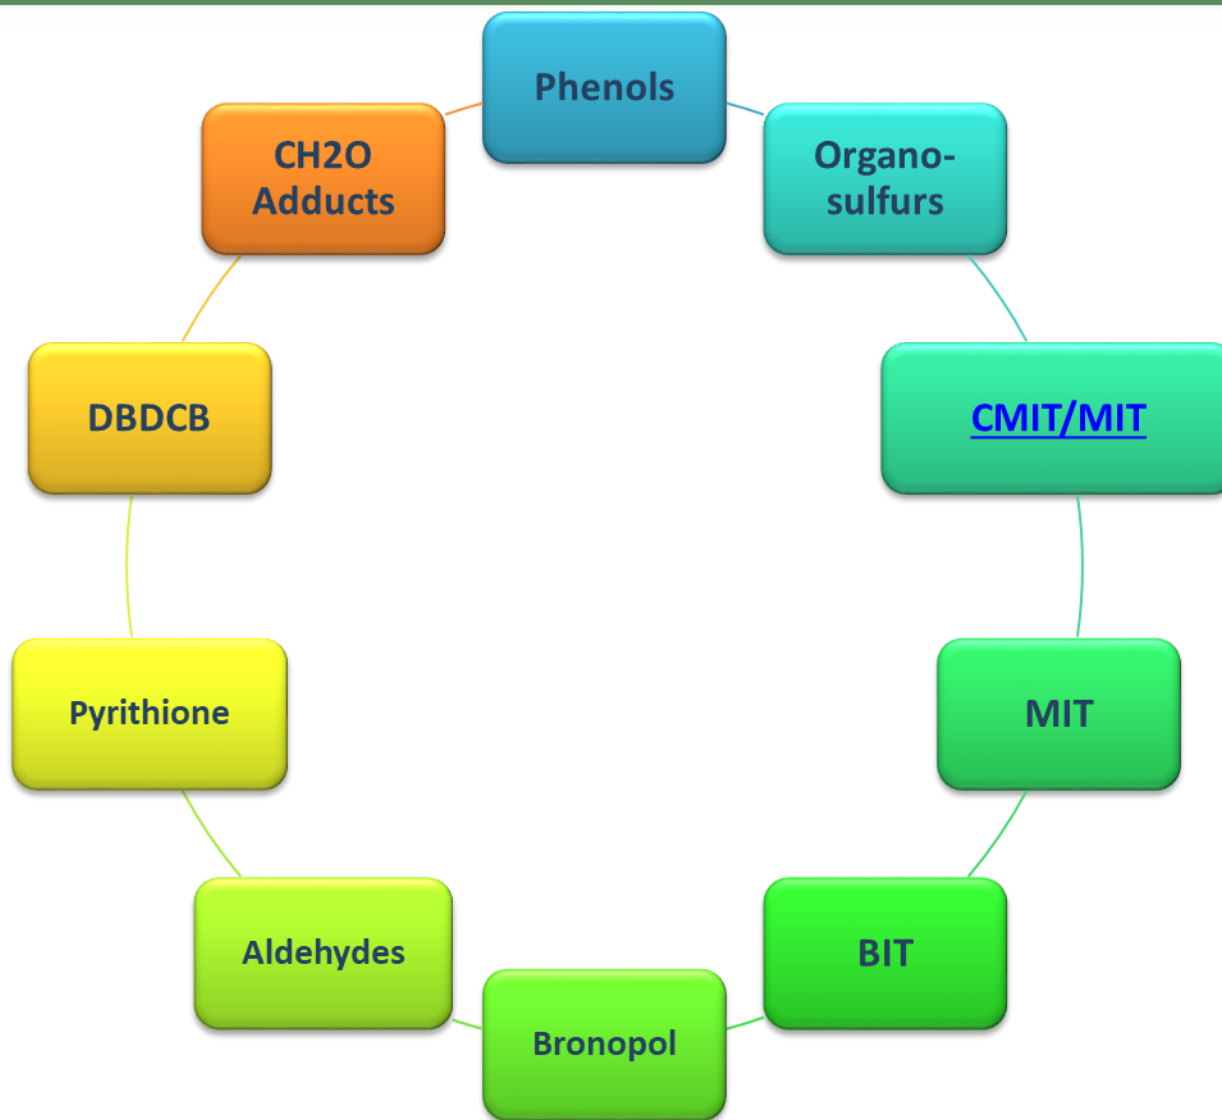 Phenols
Organo-
sulfurs
CMIT/MIT
MIT
BIT
Bronopol
Aldehydes
Pyrithione
DBDCB
CH2O
Adducts